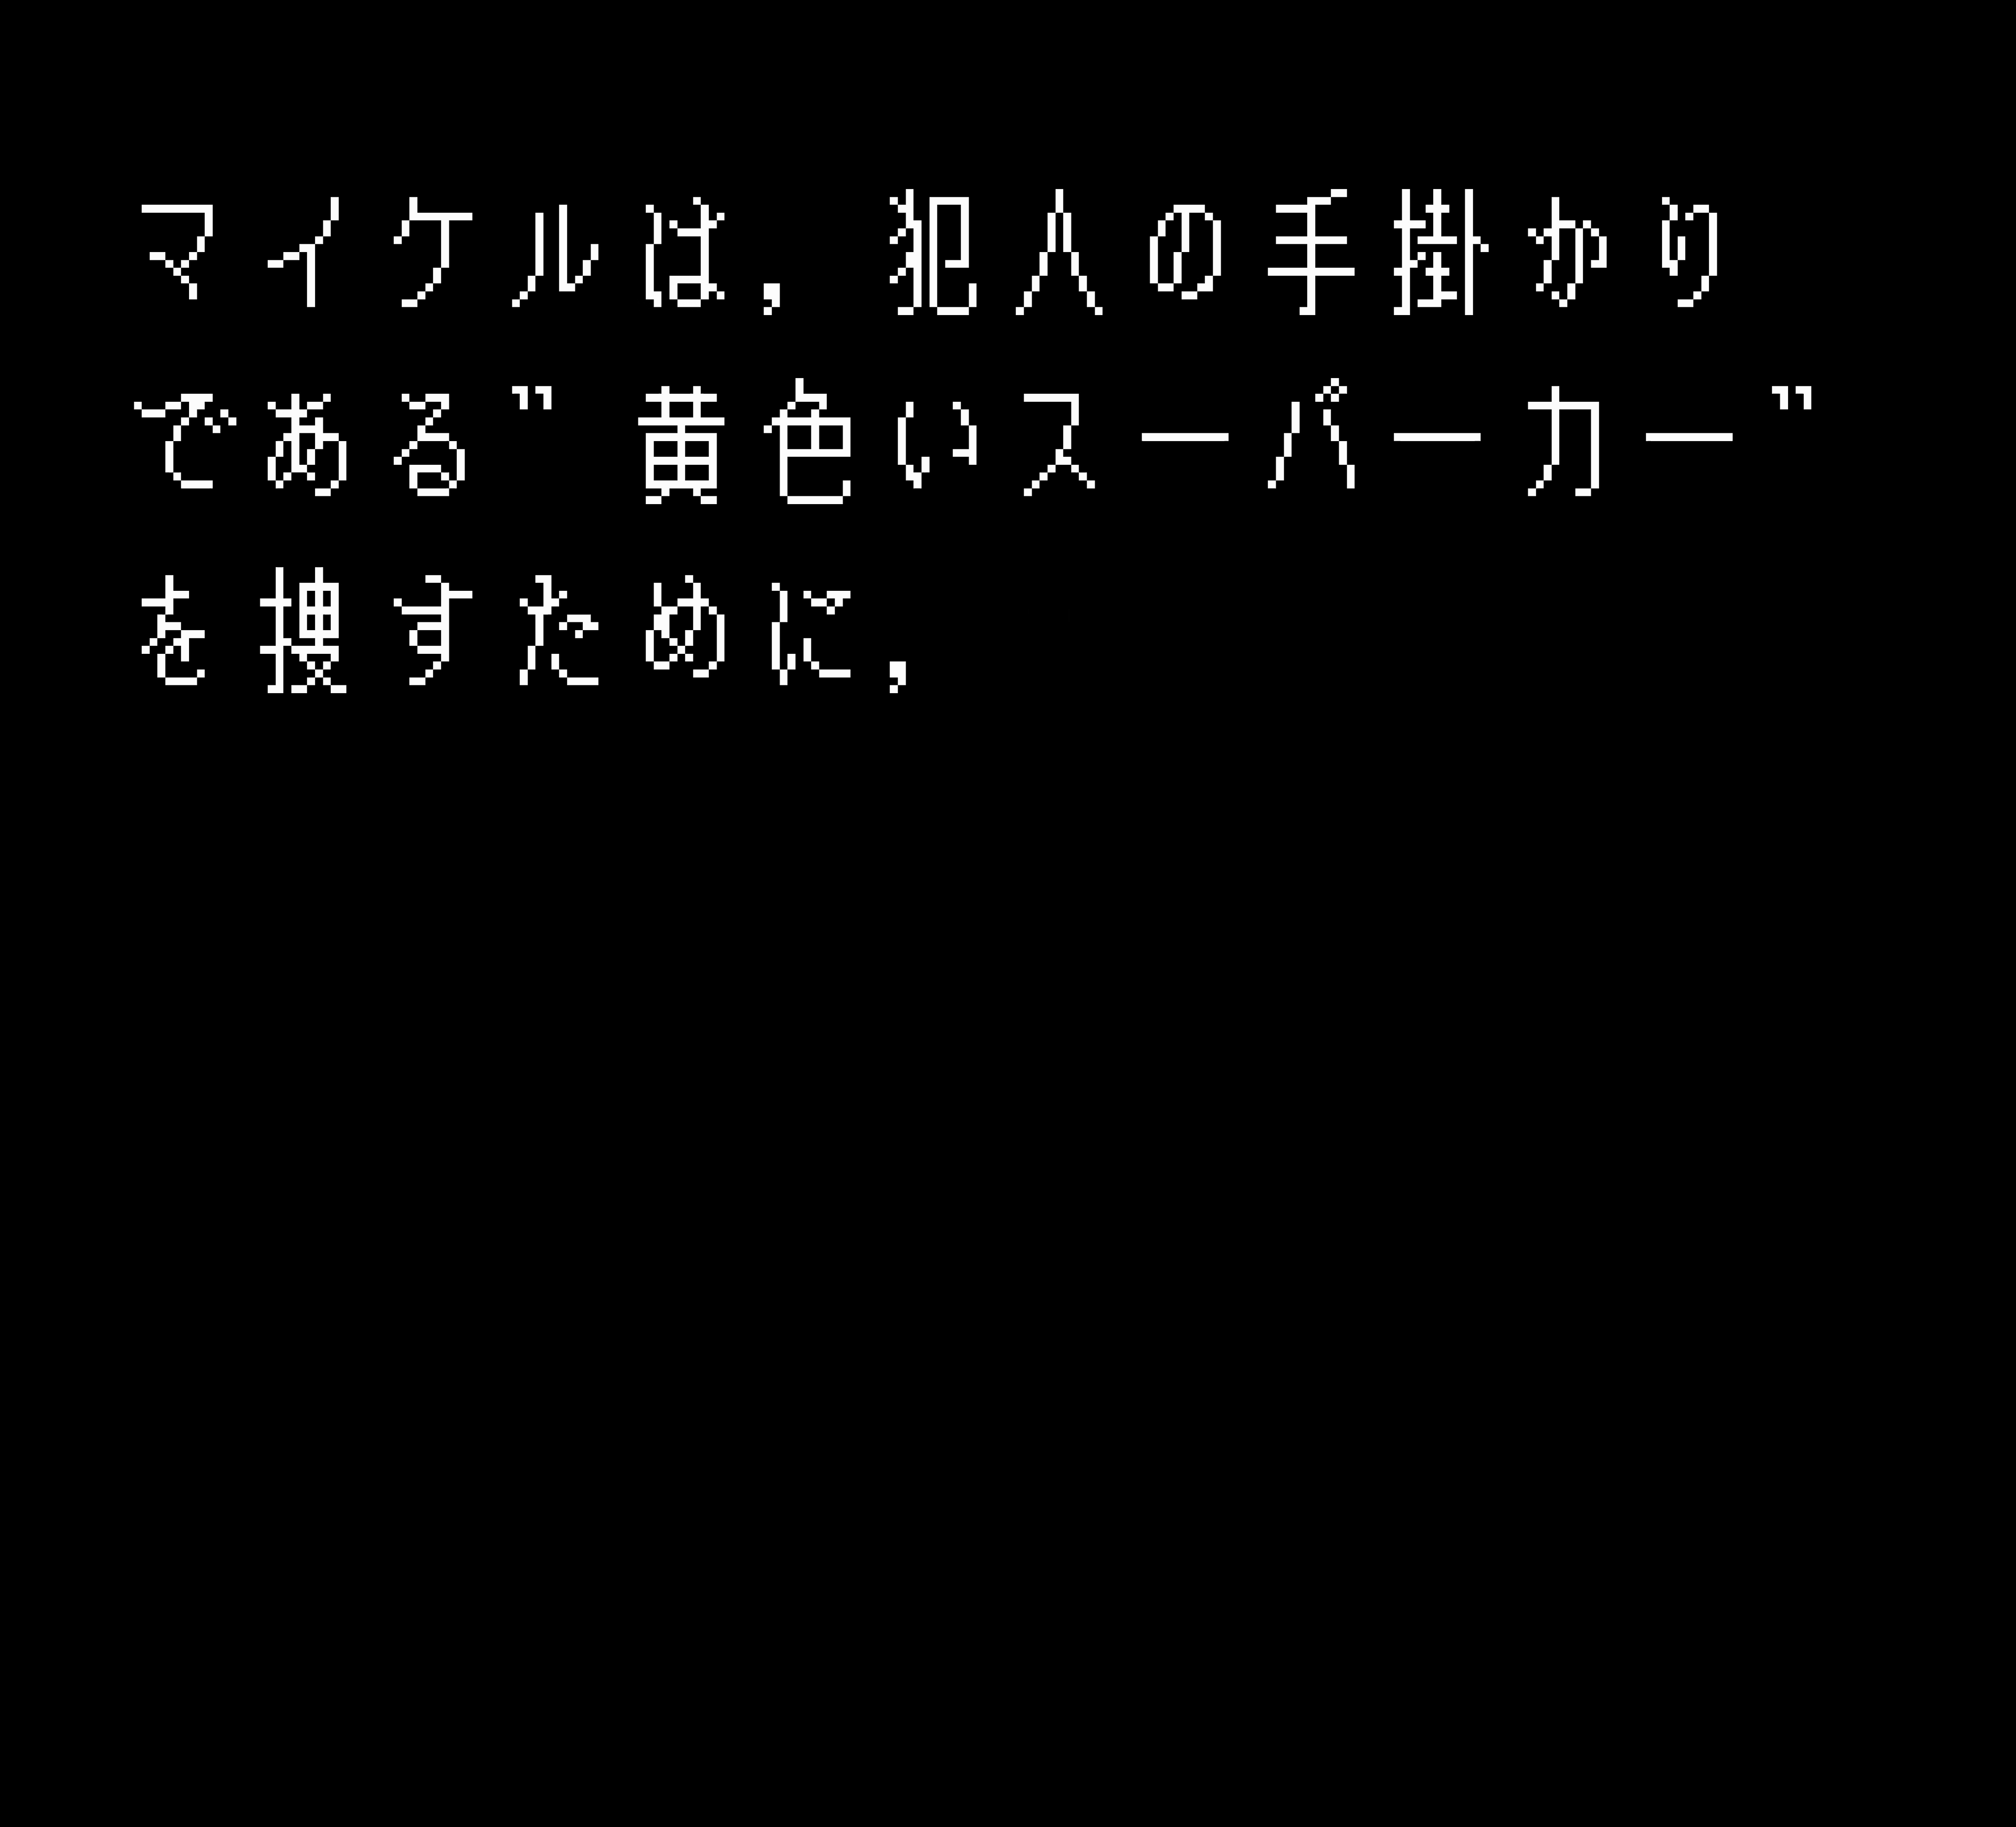 マイケルは，犯人の手掛かり
である”黄色いスーパーカー”
を捜すために，